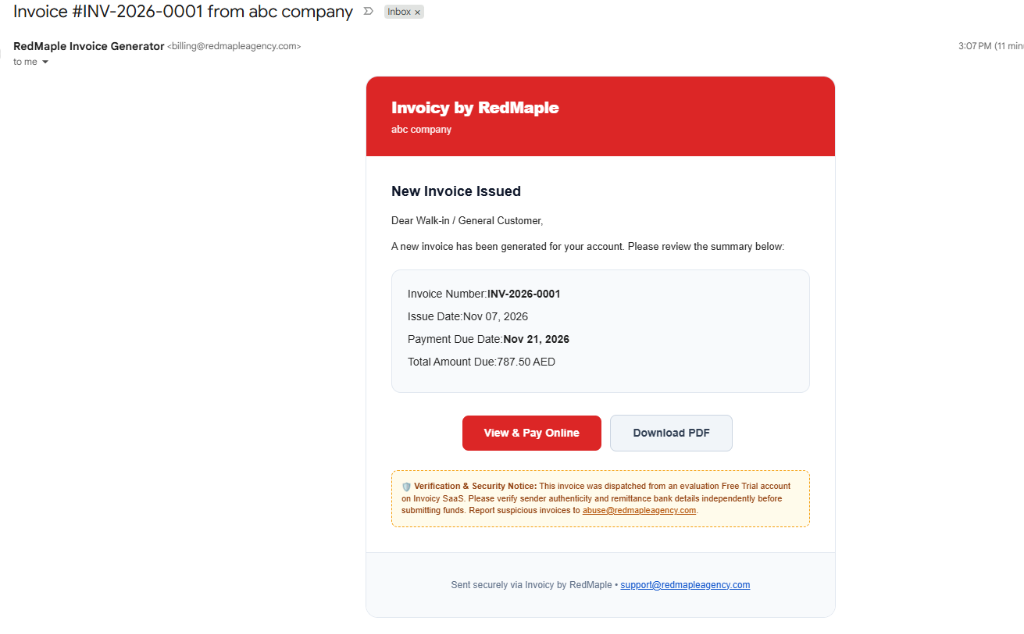 Invoice #INV-2026-0001 from abc company
Inbox ×
RedMaple Invoice Generator <billing@redmapleagency.com>
3:07 PM (11 min
to me
Invoicy by RedMaple
abc company
New Invoice Issued
Dear Walk-in / General Customer,
A new invoice has been generated for your account. Please review the summary below:
Invoice Number:INV-2026-0001
Issue Date:Nov 07, 2026
Payment Due Date:Nov 21, 2026
Total Amount Due:787.50 AED
View & Pay Online
Download PDF
Verification & Security Notice: This invoice was dispatched from an evaluation Free Trial account
on Invoicy SaaS. Please verify sender authenticity and remittance bank details independently before
submitting funds. Report suspicious invoices to abuse@redmapleagency.com.
Sent securely via Invoicy by RedMaple • support@redmapleagency.com